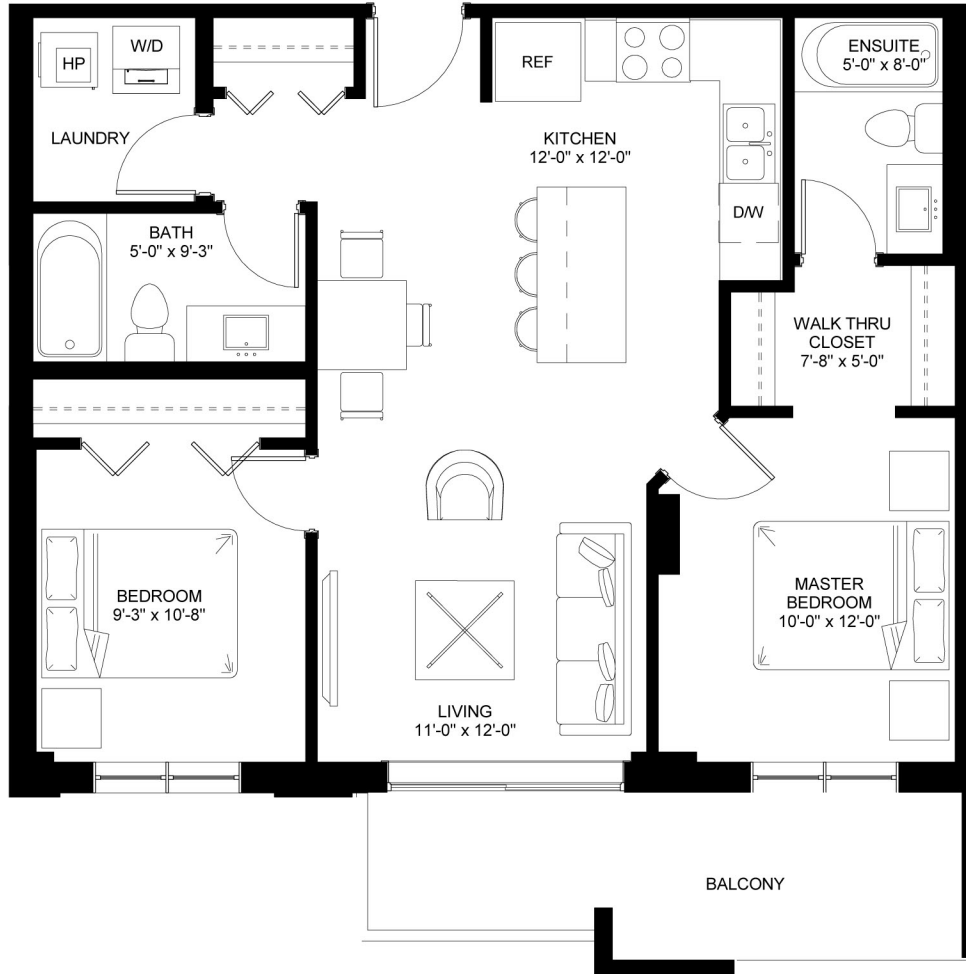 W/D
HP
LAUNDRY
REF
KITCHEN
12'-0" x 12'-0"
D/W
ENSUITE
5'-0" x 8'-0"
BATH
5'-0" x 9'-3"
WALK THRU
CLOSET
7'-8" x 5'-0"
BEDROOM
9'-3" x 10'-8"
MASTER
BEDROOM
10'-0" x 12'-0"
LIVING
11'-0" x 12'-0"
BALCONY